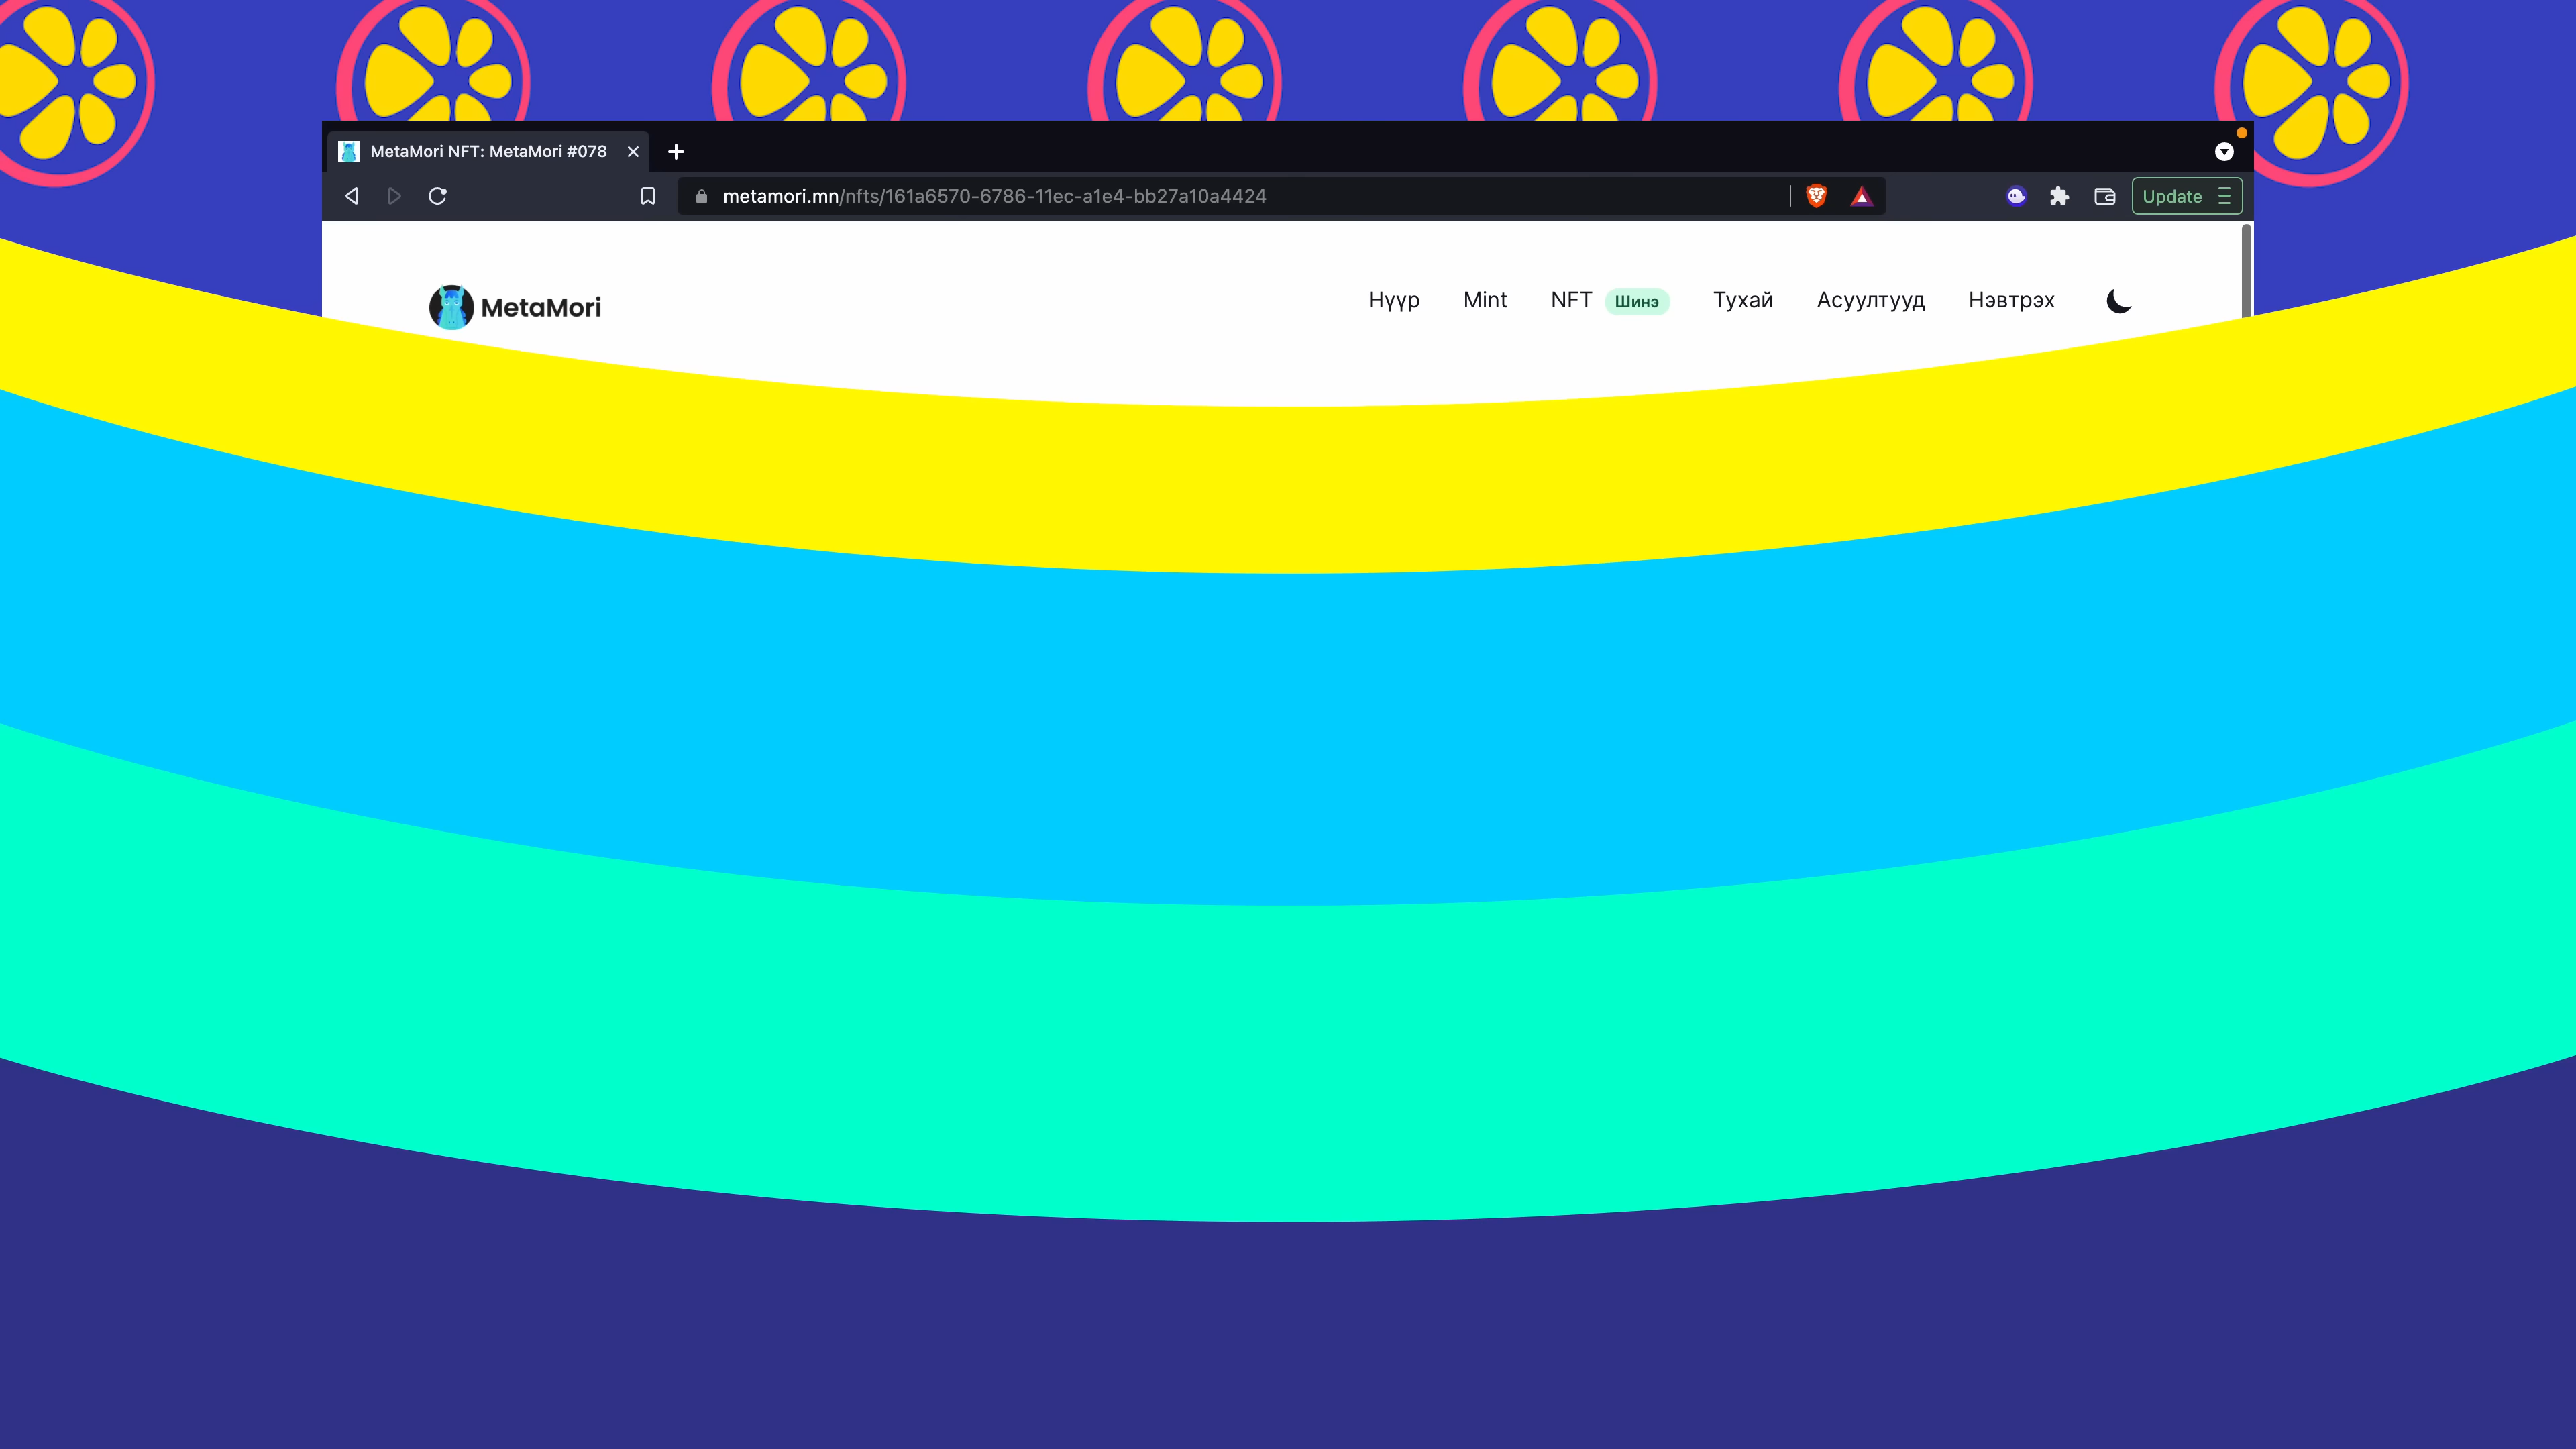 MetaMori NFT: MetaMori #078
metamori.mn/nfts/161a6570-6786-11ec-a1e4-bb27a10a4424
Update
MetaMori
Нүүр Mint NFT Шинэ Тухай Асуултууд Нэвтрэх